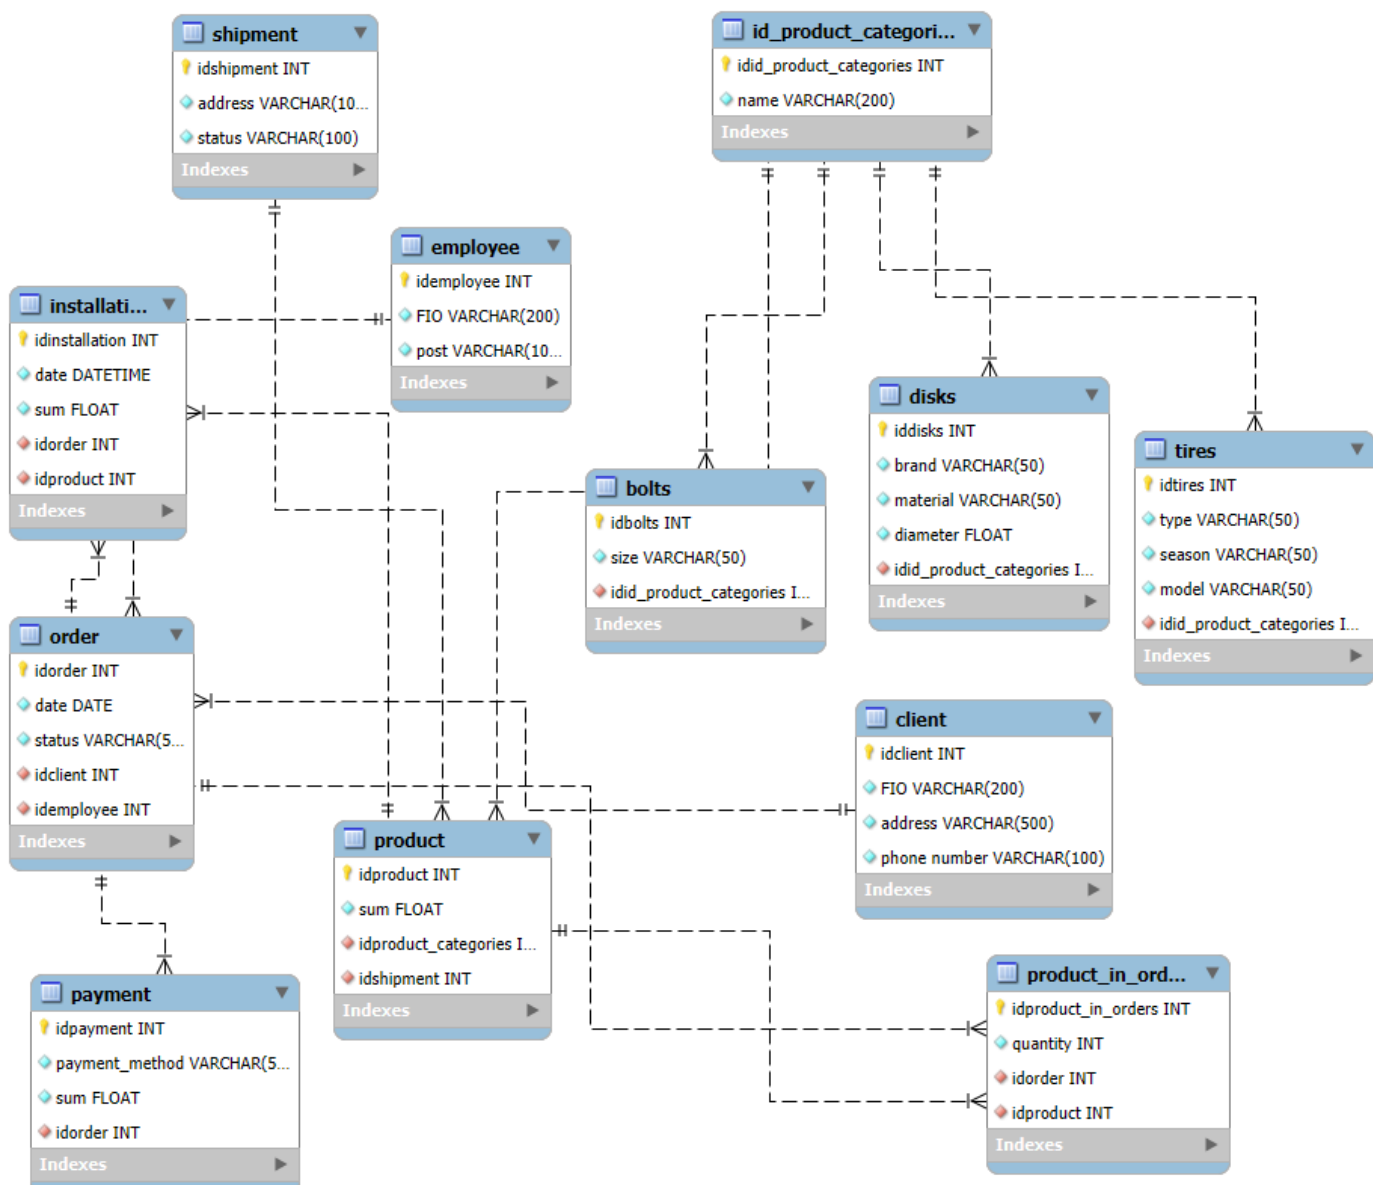 shipment
idshipment INT
address VARCHAR(10...
status VARCHAR(100)
Indexes
id_product_categori...
idid_product_categories INT
name VARCHAR(200)
Indexes
employee
idemployee INT
FIO VARCHAR(200)
post VARCHAR(10...
Indexes
installati...
idinstallation INT
date DATETIME
sum FLOAT
idorder INT
idproduct INT
Indexes
disks
iddisks INT
brand VARCHAR(50)
material VARCHAR(50)
diameter FLOAT
idid_product_categories I...
Indexes
tires
idtires INT
type VARCHAR(50)
season VARCHAR(50)
model VARCHAR(50)
idid_product_categories I...
Indexes
bolts
idbolts INT
size VARCHAR(50)
idid_product_categories I...
Indexes
order
idorder INT
date DATE
status VARCHAR(5...
idclient INT
idemployee INT
Indexes
client
idclient INT
FIO VARCHAR(200)
address VARCHAR(500)
phone number VARCHAR(100)
Indexes
product
idproduct INT
sum FLOAT
idproduct_categories I...
idshipment INT
Indexes
payment
idpayment INT
payment_method VARCHAR(5...
sum FLOAT
idorder INT
Indexes
product_in_ord...
idproduct_in_orders INT
quantity INT
idorder INT
idproduct INT
Indexes